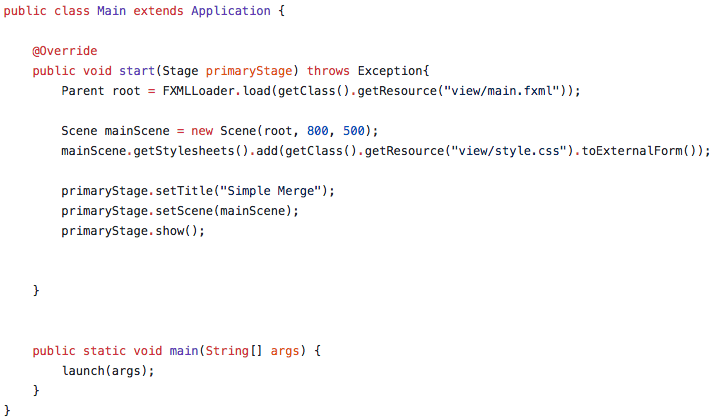 public class Main extends Application {
@Override
public void start(Stage primaryStage) throws Exception{
Parent root = FXMLLoader.load(getClass().getResource("view/main.fxml"));
Scene mainScene = new Scene(root, 800, 500);
mainScene.getStylesheets().add(getClass().getResource("view/style.css").toExternalForm());
primaryStage.setTitle("Simple Merge");
primaryStage.setScene(mainScene);
primaryStage.show();
}
public static void main(String[] args) {
launch(args);
}
}